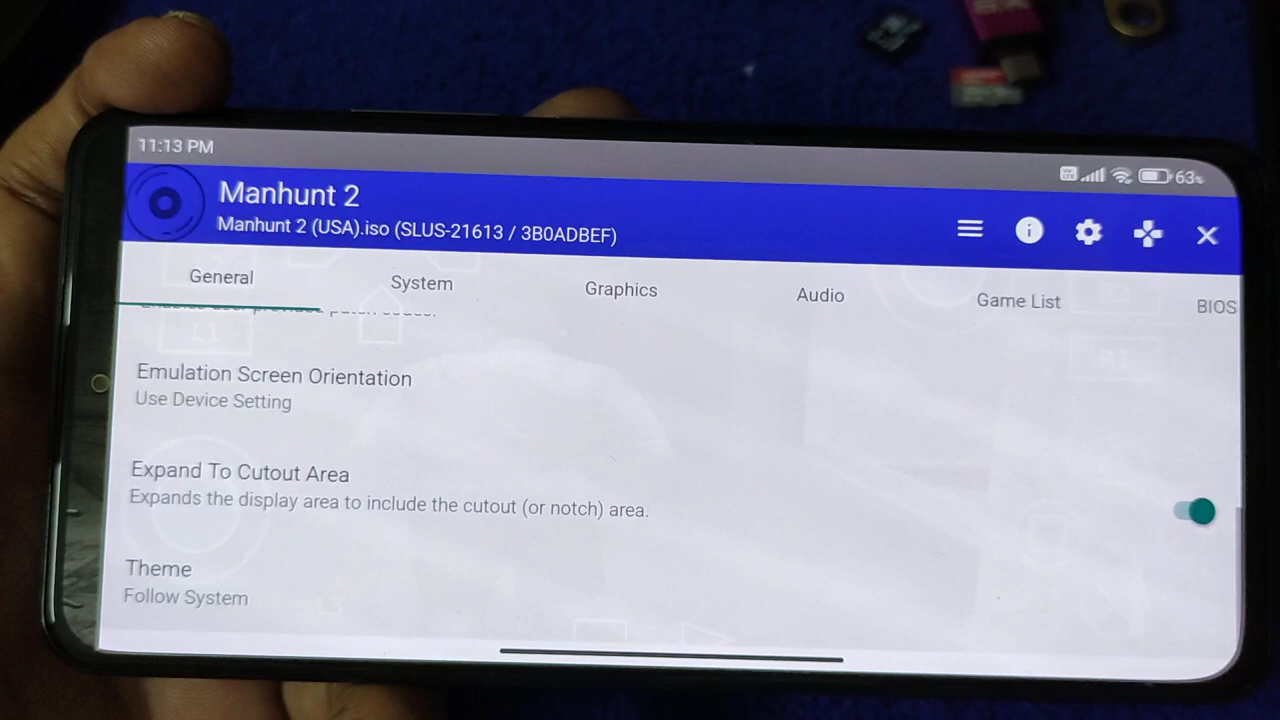 11:13 PM
63%
Manhunt 2
Manhunt 2 (USA).iso (SLUS-21613 / 3B0ADBEF)
General
System
Graphics
Audio
Game List
BIOS
Emulation Screen Orientation
Use Device Setting
Expand To Cutout Area
Expands the display area to include the cutout (or notch) area.
Theme
Follow System